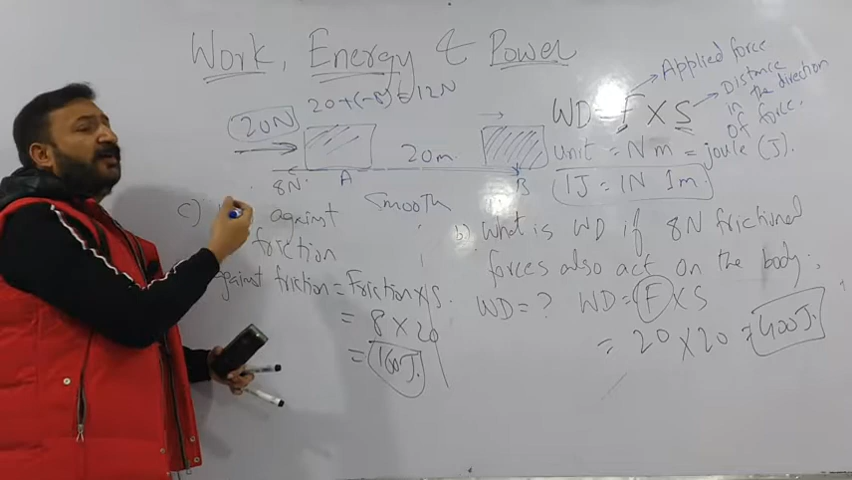 Work, Energy & Power
20+(-8)=12N
20N
20m
8N
A
B
Smooth
WD = F X S
Applied force
Distance
in the direction
of force.
unit = Nm = joule (J).
1J = 1N 1m.
c)
against
friction
against friction = Friction X S.
= 8 X 20
= 160J.
b) What is WD if 8N frictional
forces also act on the body.
WD = ? WD = F X S
= 20 X 20 = 400J.